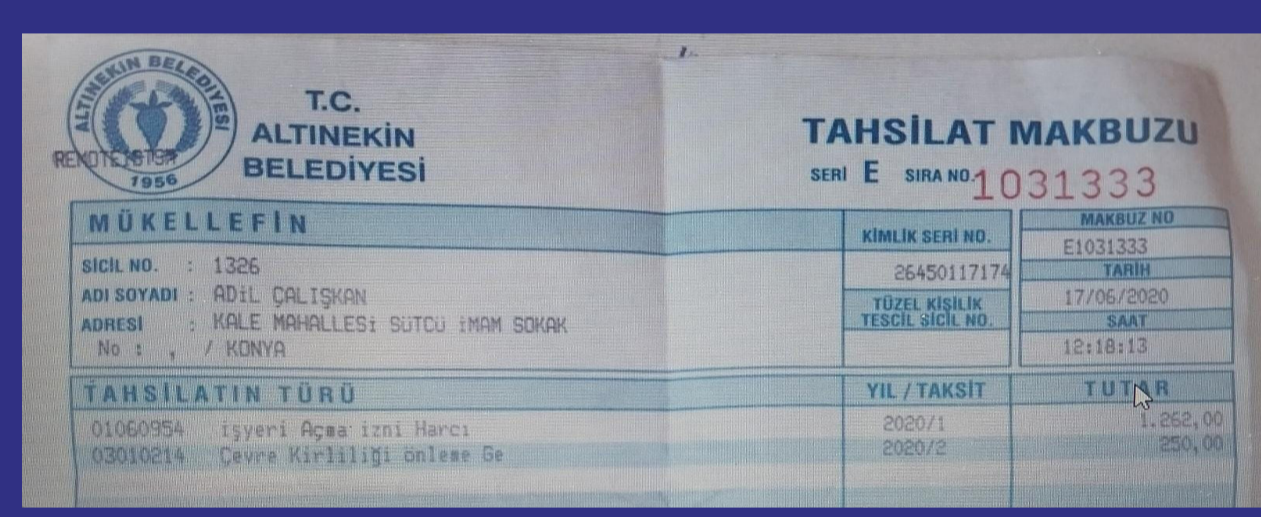 ALTINEKİN BELEDİYESİ
1956
T.C.
ALTINEKİN
BELEDİYESİ
TAHSİLAT MAKBUZU
SERİ E SIRA NO. 1031333
MÜKELLEFİN
KİMLİK SERİ NO.
MAKBUZ NO
SİCİL NO. : 1326
26450117174
E1031333
TARİH
ADI SOYADI : ADİL ÇALIŞKAN
TÜZEL KİŞİLİK
TESCİL SİCİL NO.
17/06/2020
ADRESİ : KALE MAHALLESİ SÜTCÜ İMAM SOKAK
SAAT
No : , / KONYA
12:18:13
TAHSİLATIN TÜRÜ
YIL / TAKSİT
TUTAR
01060954 işyeri Açma izni Harcı 2020/1 1.262,00
03010214 Çevre Kirliliği önleme Ge 2020/2 250,00